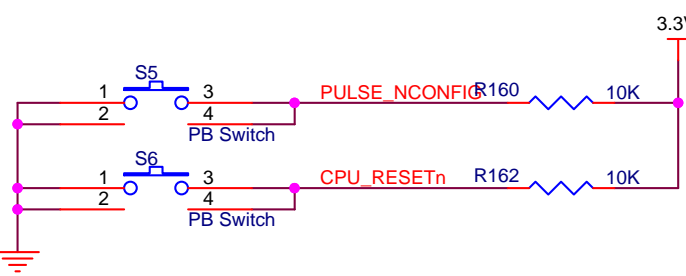 3.3V
S5
1 3 PULSE_NCONFIG R160 10K
2 4
PB Switch
S6
1 3 CPU_RESETn R162 10K
2 4
PB Switch